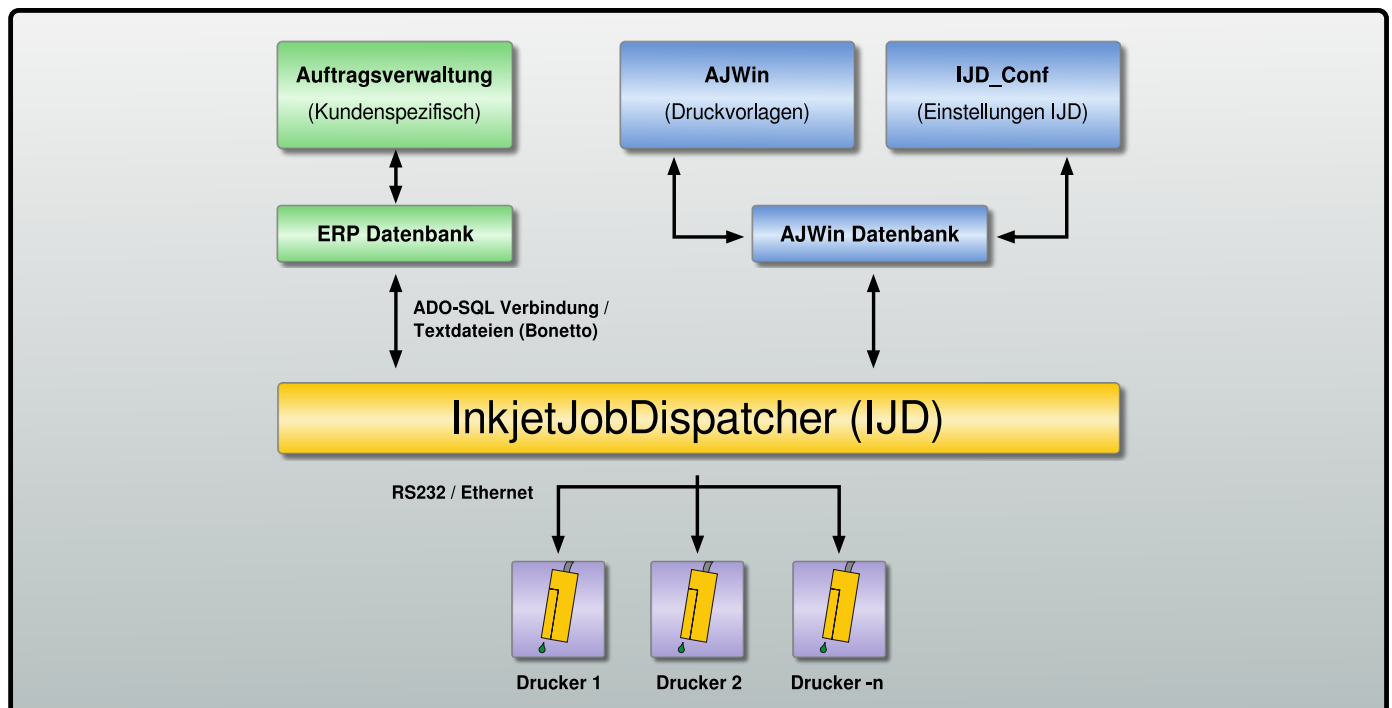 Auftragsverwaltung
(Kundenspezifisch)
AJWin
(Druckvorlagen)
IJD_Conf
(Einstellungen IJD)
ERP Datenbank
AJWin Datenbank
ADO-SQL Verbindung /
Textdateien (Bonetto)
InkjetJobDispatcher (IJD)
RS232 / Ethernet
Drucker 1
Drucker 2
Drucker -n